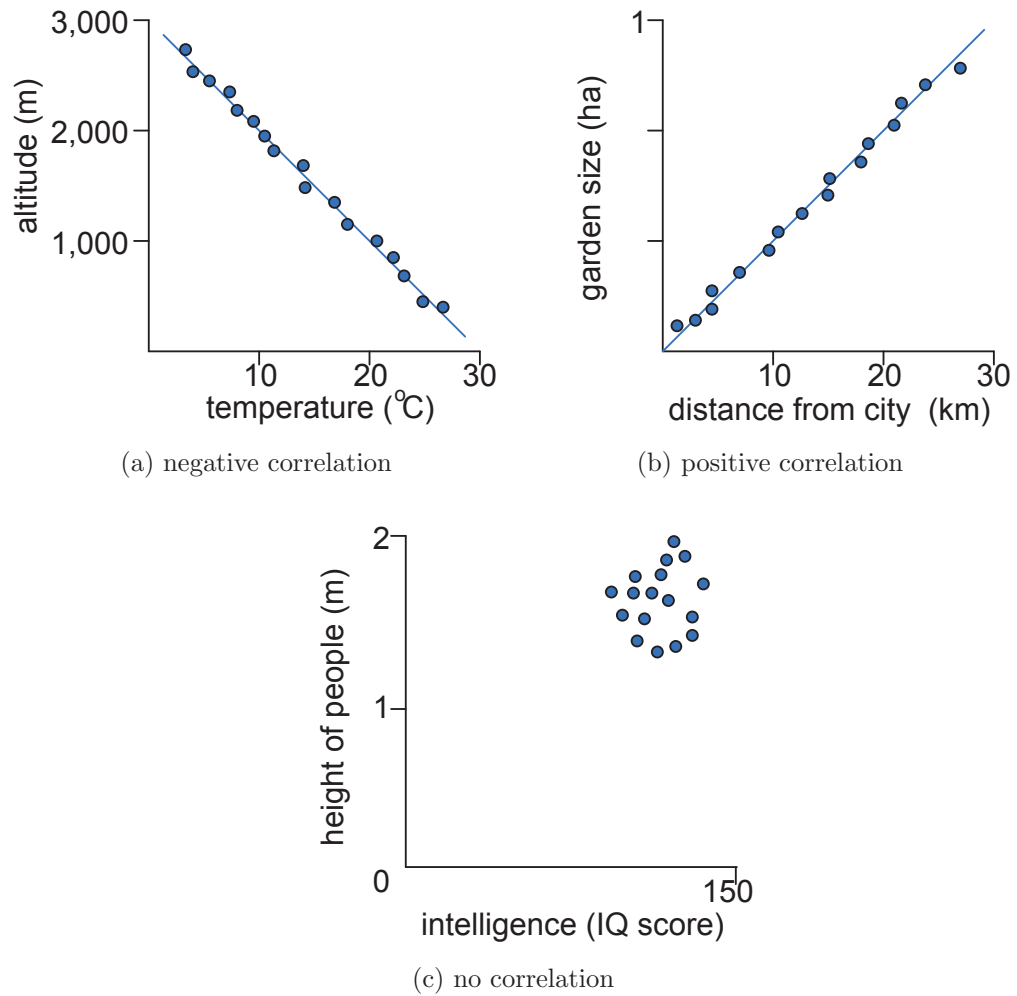 3,000
2,000
1,000
altitude (m)
10 20 30
temperature (°C)
(a) negative correlation
1
garden size (ha)
10 20 30
distance from city (km)
(b) positive correlation
2
1
0
height of people (m)
150
intelligence (IQ score)
(c) no correlation